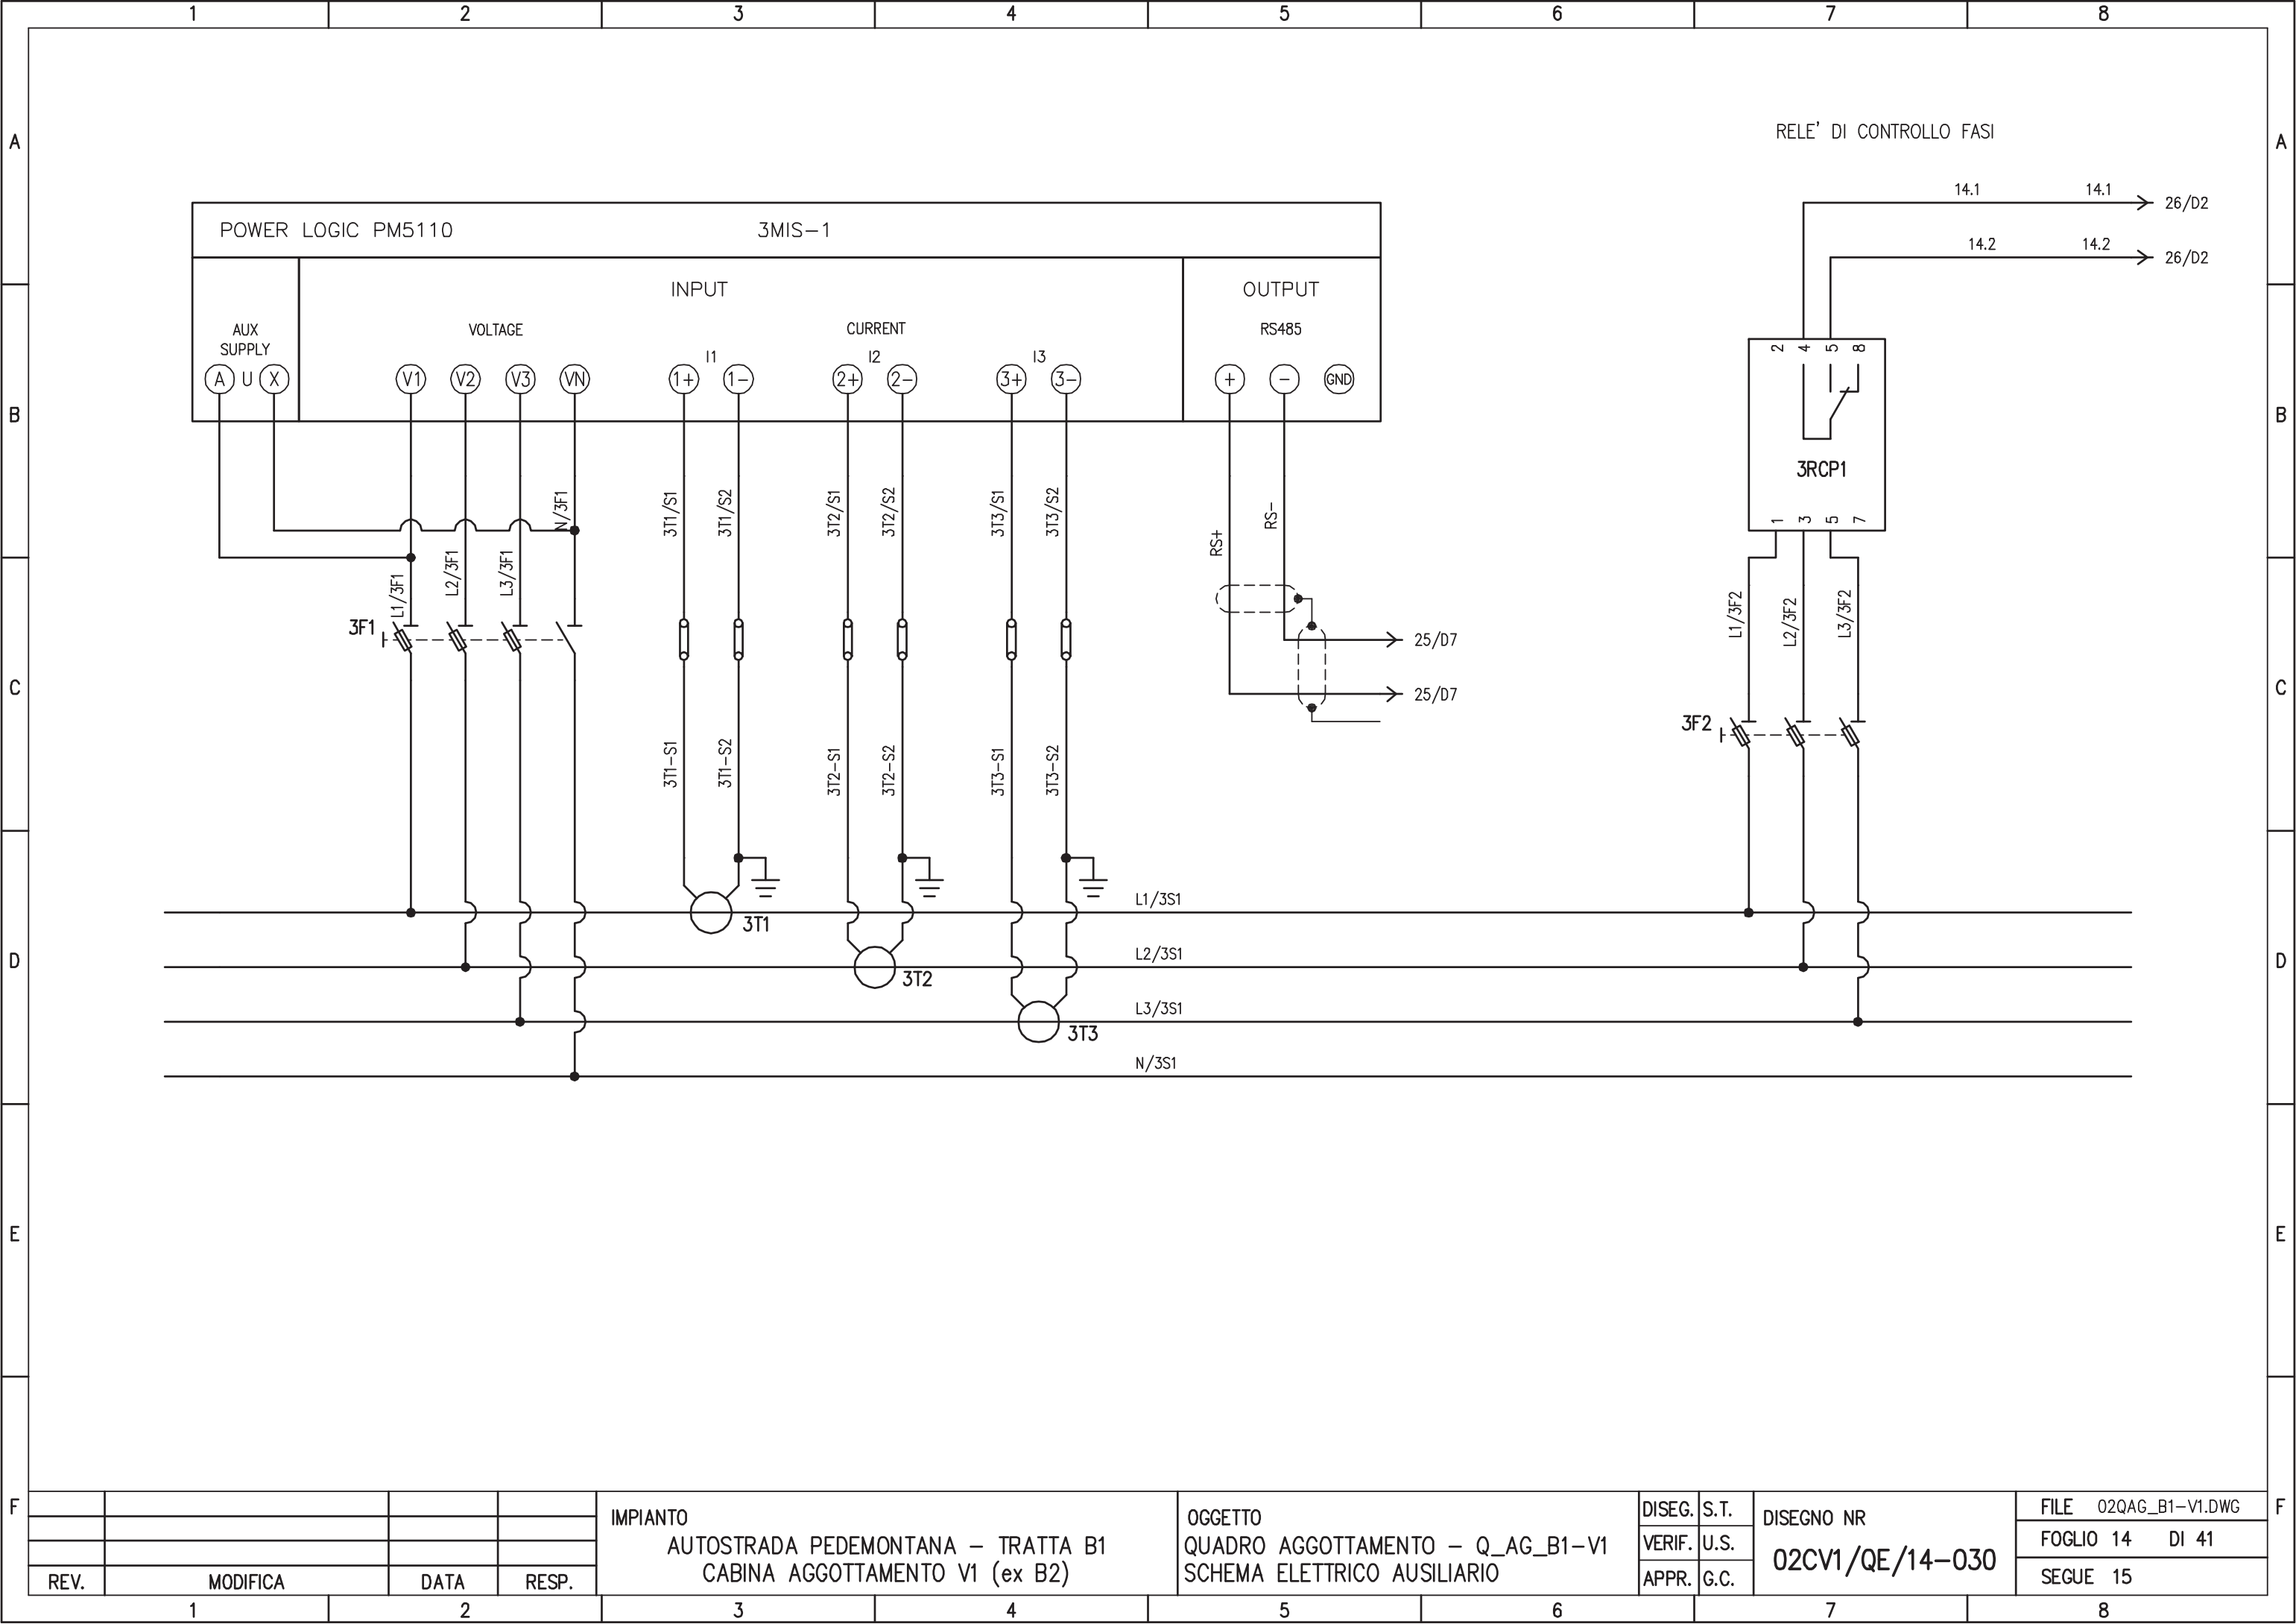 1 2 3 4 5 6 7 8
A A
RELE' DI CONTROLLO FASI
14.1 14.1 26/D2
14.2 14.2 26/D2
POWER LOGIC PM5110 3MIS-1
INPUT OUTPUT
AUX SUPPLY VOLTAGE CURRENT RS485
I1 I2 I3
A U X V1 V2 V3 VN 1+ 1- 2+ 2- 3+ 3- + - GND
2 4 5 8
B B
3RCP1
1 3 5 7
N/3F1 3T1/S1 3T1/S2 3T2/S1 3T2/S2 3T3/S1 3T3/S2 RS+ RS-
L1/3F1 L2/3F1 L3/3F1
L1/3F2 L2/3F2 L3/3F2
3F1
25/D7
25/D7
C C
3F2
3T1-S1 3T1-S2 3T2-S1 3T2-S2 3T3-S1 3T3-S2
L1/3S1
3T1
L2/3S1
D D
3T2
L3/3S1
3T3
N/3S1
E E
F F
REV. MODIFICA DATA RESP.
IMPIANTO
AUTOSTRADA PEDEMONTANA - TRATTA B1
CABINA AGGOTTAMENTO V1 (ex B2)
OGGETTO
QUADRO AGGOTTAMENTO - Q_AG_B1-V1
SCHEMA ELETTRICO AUSILIARIO
DISEG. S.T.
VERIF. U.S.
APPR. G.C.
DISEGNO NR
02CV1/QE/14-030
FILE 02QAG_B1-V1.DWG
FOGLIO 14 DI 41
SEGUE 15
1 2 3 4 5 6 7 8